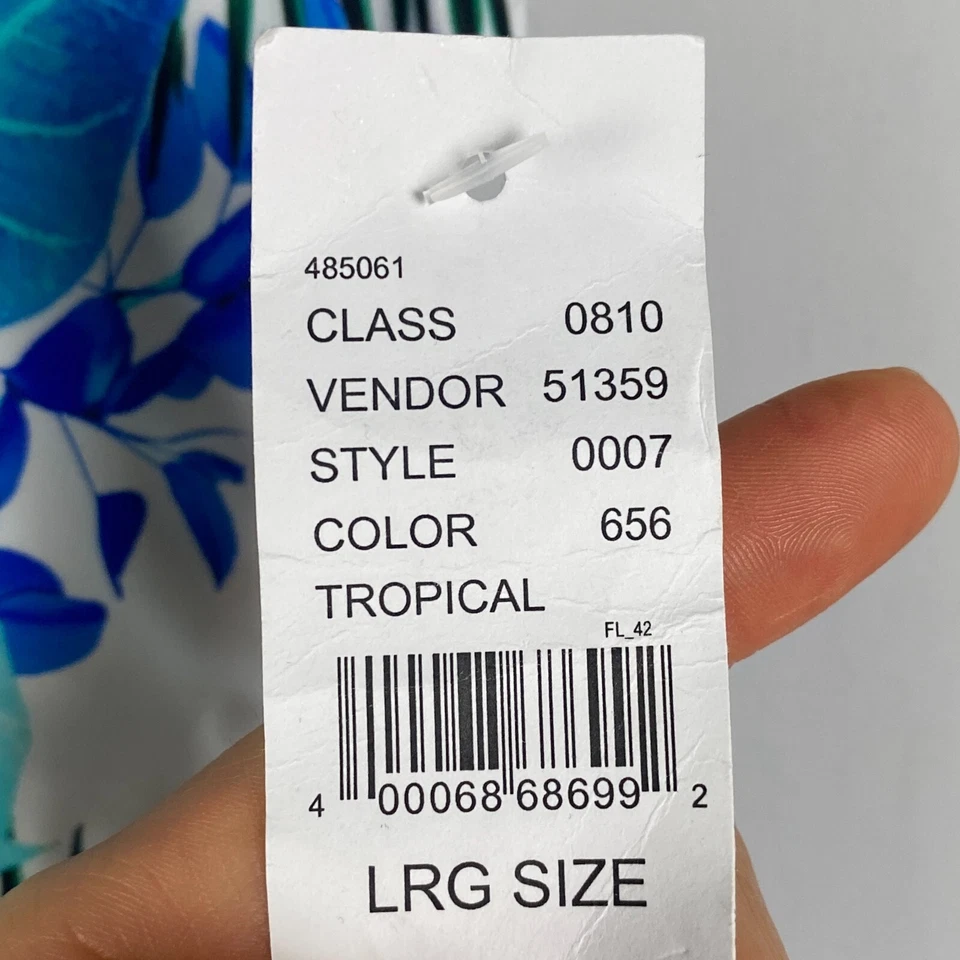 485061
CLASS 0810
VENDOR 51359
STYLE 0007
COLOR 656
TROPICAL
FL_42
4 00068 68699 2
LRG SIZE